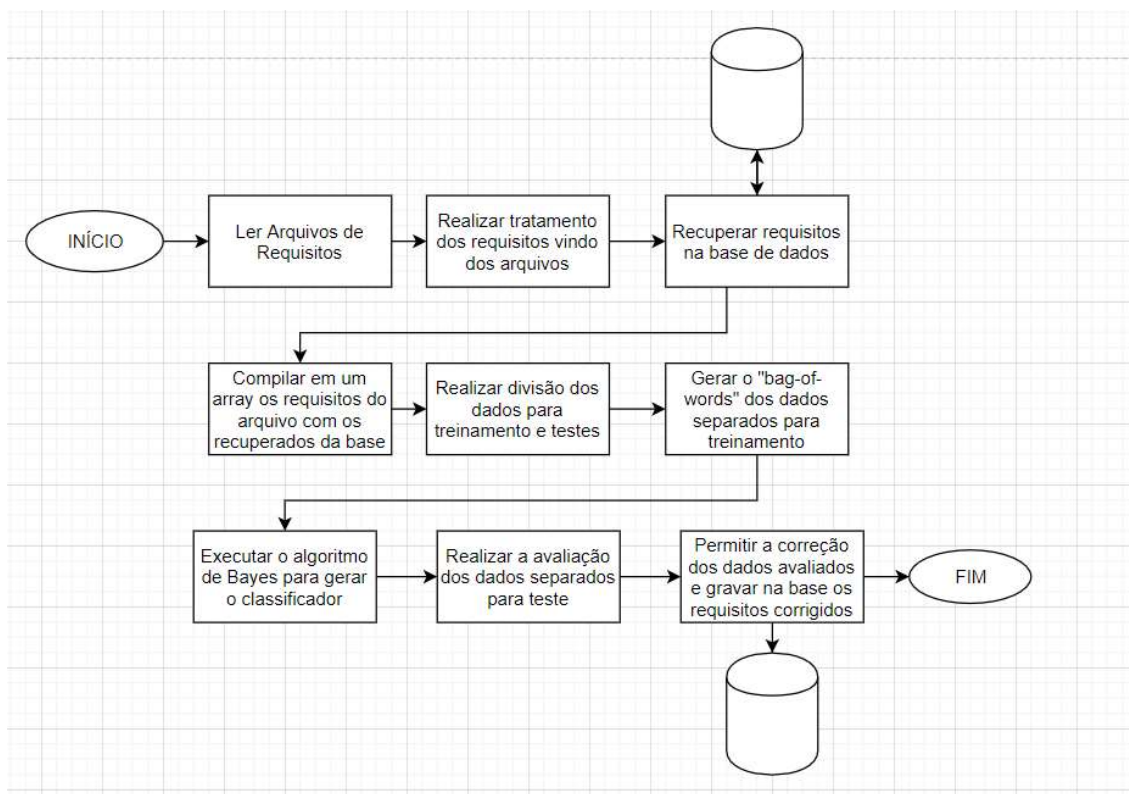 INÍCIO
Ler Arquivos de
Requisitos
Realizar tratamento
dos requisitos vindo
dos arquivos
Recuperar requisitos
na base de dados
Compilar em um
array os requisitos do
arquivo com os
recuperados da base
Realizar divisão dos
dados para
treinamento e testes
Gerar o "bag-of-
words" dos dados
separados para
treinamento
Executar o algoritmo
de Bayes para gerar
o classificador
Realizar a avaliação
dos dados separados
para teste
Permitir a correção
dos dados avaliados
e gravar na base os
requisitos corrigidos
FIM